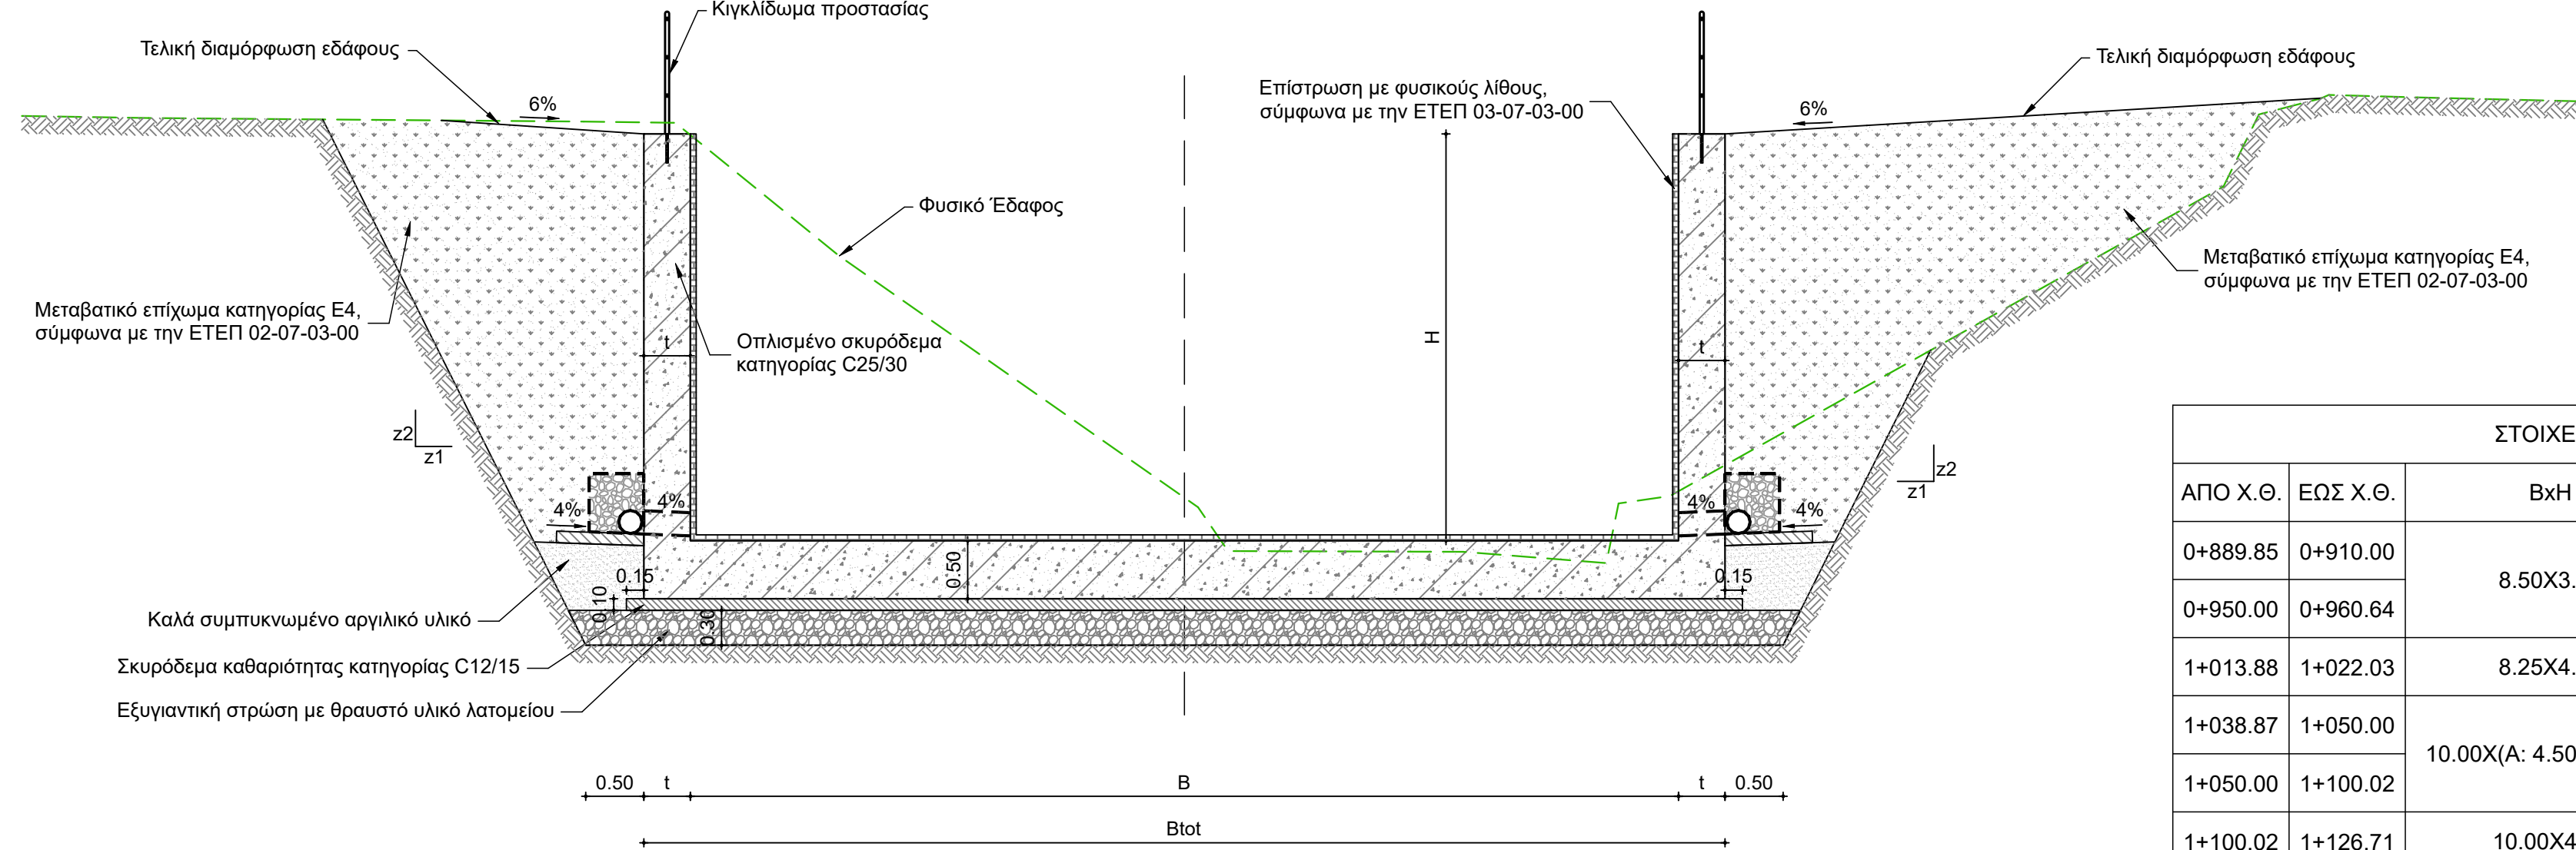 Κιγκλίδωμα προστασίας
Τελική διαμόρφωση εδάφους
Τελική διαμόρφωση εδάφους
Επίστρωση με φυσικούς λίθους,
σύμφωνα με την ΕΤΕΠ 03-07-03-00
6%
6%
Φυσικό Έδαφος
Μεταβατικό επίχωμα κατηγορίας Ε4,
σύμφωνα με την ΕΤΕΠ 02-07-03-00
Μεταβατικό επίχωμα κατηγορίας Ε4,
σύμφωνα με την ΕΤΕΠ 02-07-03-00
Οπλισμένο σκυρόδεμα
κατηγορίας C25/30
t
H
t
z2
z1
z2
z1
4%
4%
4%
4%
0.15
0.10
0.50
0.30
0.15
Καλά συμπυκνωμένο αργιλικό υλικό
Σκυρόδεμα καθαριότητας κατηγορίας C12/15
Εξυγιαντική στρώση με θραυστό υλικό λατομείου
0.50 t B t 0.50
Btot
ΣΤΟΙΧΕ
ΑΠΟ Χ.Θ. ΕΩΣ Χ.Θ. BxH
0+889.85 0+910.00
8.50X3.
0+950.00 0+960.64
1+013.88 1+022.03 8.25X4.
1+038.87 1+050.00
10.00X(Α: 4.50
1+050.00 1+100.02
1+100.02 1+126.71 10.00X4